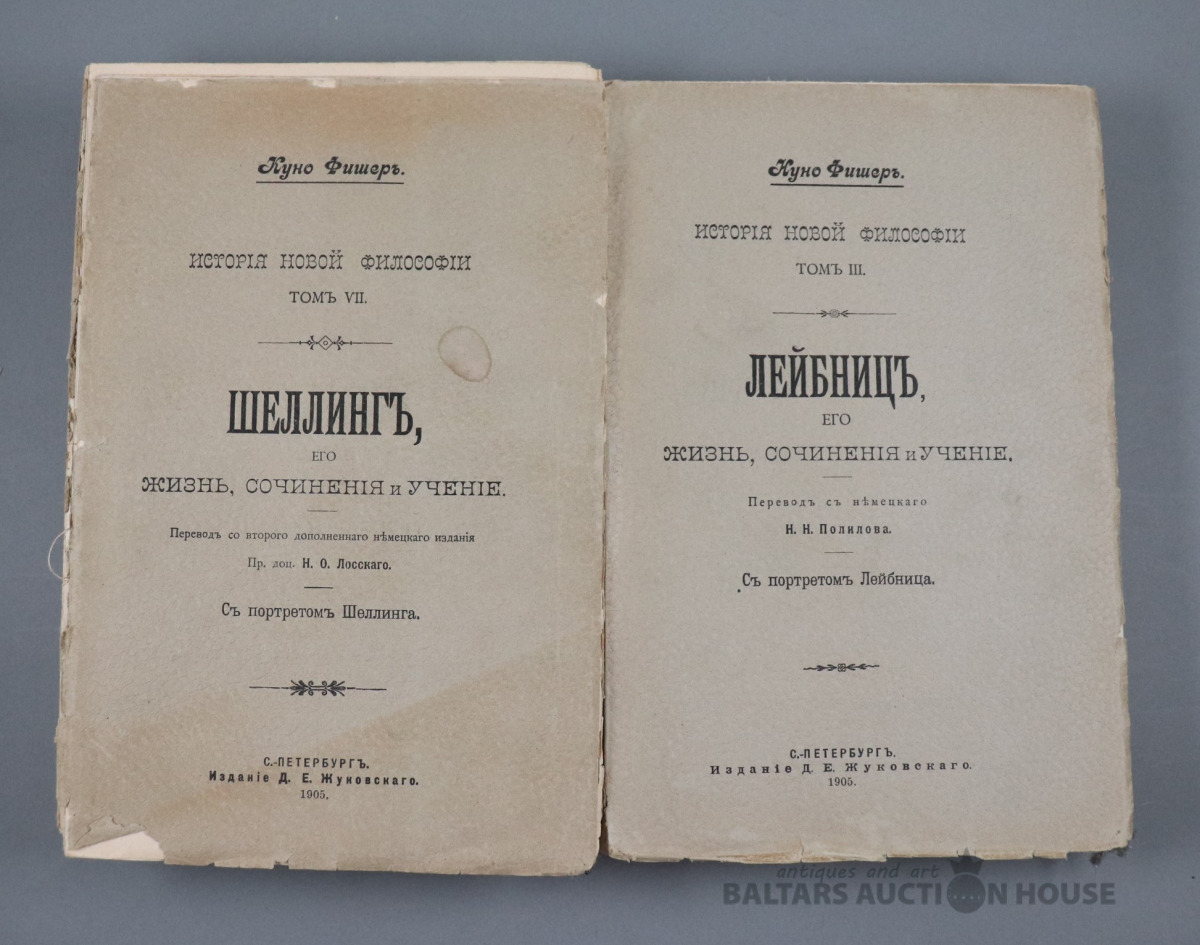 Куно Фишеръ.
ИСТОРІЯ НОВОЙ ФИЛОСОФІИ
ТОМЪ VII.
ШЕЛЛИНГЪ,
ЕГО
ЖИЗНЬ, СОЧИНЕНІЯ и УЧЕНІЕ.
Переводъ со второго дополненнаго нѣмецкаго изданія
Пр. доц. Н. О. Лосскаго.
Съ портретомъ Шеллинга.
С.-ПЕТЕРБУРГЪ.
Изданіе Д. Е. Жуковскаго.
1905.
Куно Фишеръ.
ИСТОРІЯ НОВОЙ ФИЛОСОФІИ
ТОМЪ III.
ЛЕЙБНИЦЪ,
ЕГО
ЖИЗНЬ, СОЧИНЕНІЯ и УЧЕНІЕ.
Переводъ съ нѣмецкаго
Н. Н. Полилова.
Съ портретомъ Лейбница.
С.-ПЕТЕРБУРГЪ.
Изданіе Д. Е. Жуковскаго.
1905.
antiques and art
BALTARS AUCTION HOUSE